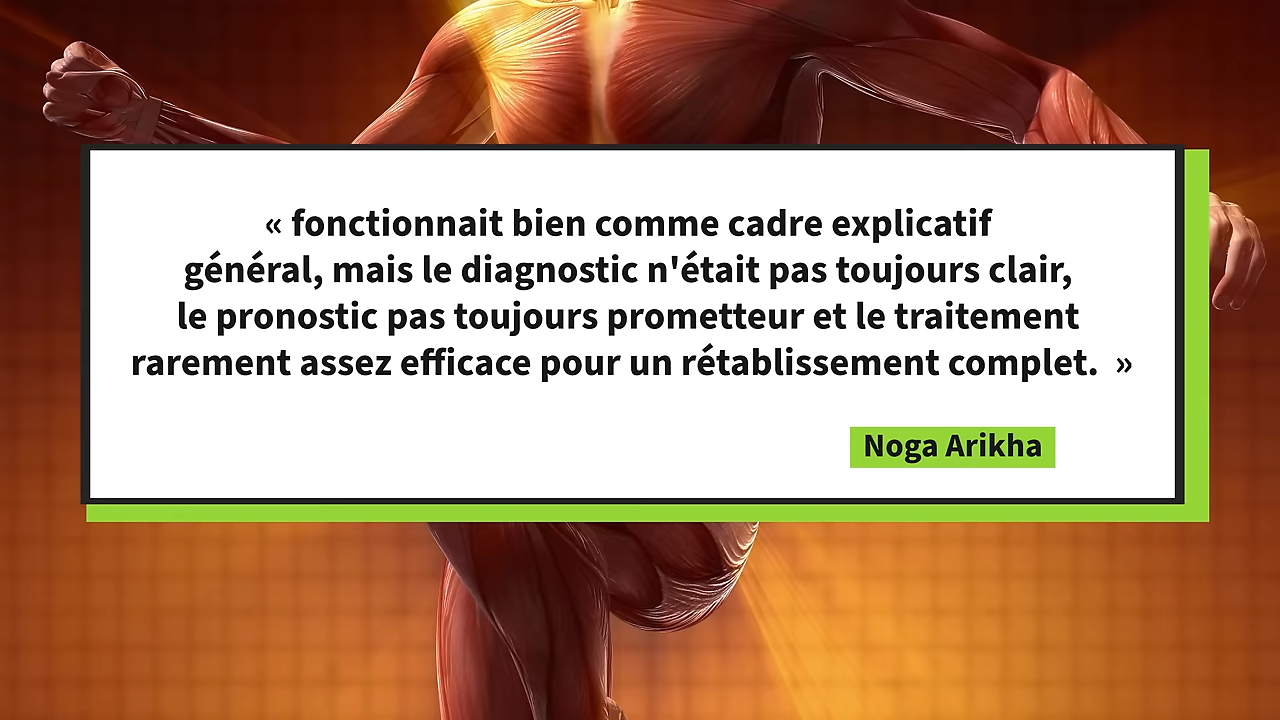 « fonctionnait bien comme cadre explicatif
général, mais le diagnostic n'était pas toujours clair,
le pronostic pas toujours prometteur et le traitement
rarement assez efficace pour un rétablissement complet. »
Noga Arikha